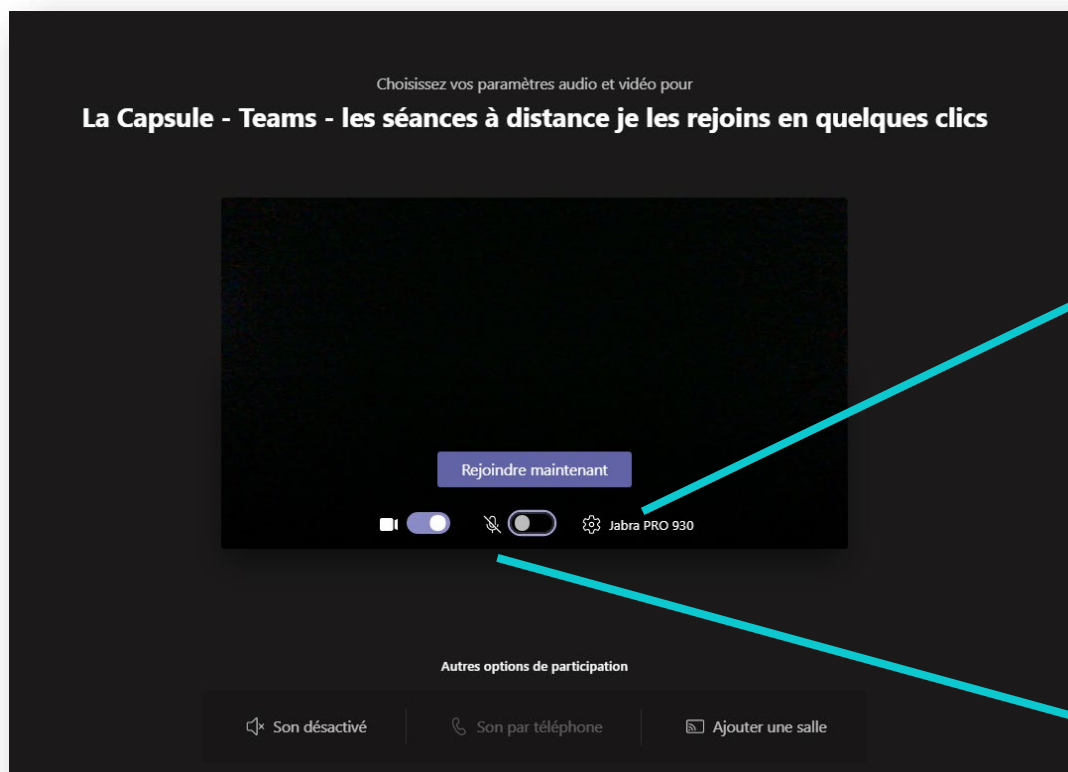 Choisissez vos paramètres audio et vidéo pour
La Capsule - Teams - les séances à distance je les rejoins en quelques clics
Rejoindre maintenant
Jabra PRO 930
Autres options de participation
Son désactivé
Son par téléphone
Ajouter une salle